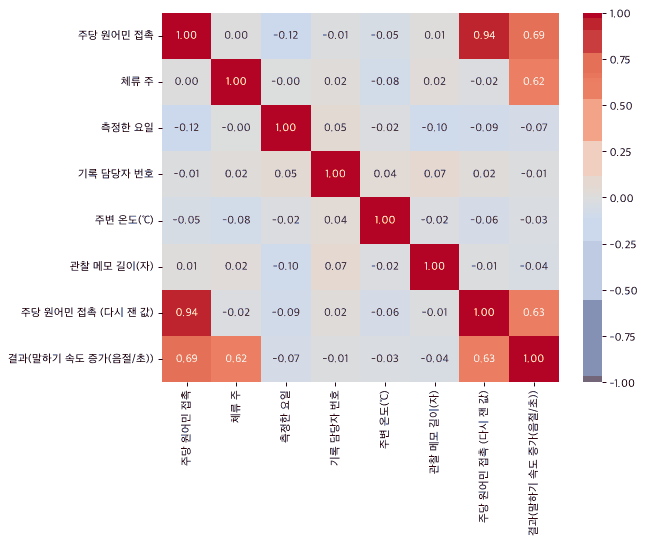 주당 원어민 접촉 1.00 0.00 −0.12 −0.01 −0.05 0.01 0.94 0.69
체류 주 0.00 1.00 −0.00 0.02 −0.08 0.02 −0.02 0.62
측정한 요일 −0.12 −0.00 1.00 0.05 −0.02 −0.10 −0.09 −0.07
기록 담당자 번호 −0.01 0.02 0.05 1.00 0.04 0.07 0.02 −0.01
주변 온도(℃) −0.05 −0.08 −0.02 0.04 1.00 −0.02 −0.06 −0.03
관찰 메모 길이(자) 0.01 0.02 −0.10 0.07 −0.02 1.00 −0.01 −0.04
주당 원어민 접촉 (다시 잰 값) 0.94 −0.02 −0.09 0.02 −0.06 −0.01 1.00 0.63
결과(말하기 속도 증가(음절/초)) 0.69 0.62 −0.07 −0.01 −0.03 −0.04 0.63 1.00
주당 원어민 접촉
체류 주
측정한 요일
기록 담당자 번호
주변 온도(℃)
관찰 메모 길이(자)
주당 원어민 접촉 (다시 잰 값)
결과(말하기 속도 증가(음절/초))
1.00
0.75
0.50
0.25
0.00
−0.25
−0.50
−0.75
−1.00